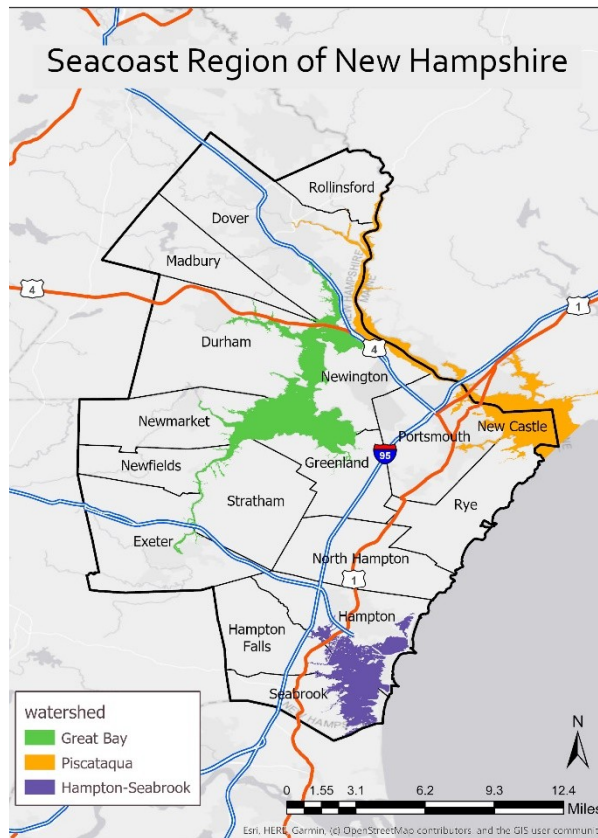 Seacoast Region of New Hampshire
Rollinsford
Dover
Madbury
4
1
HAMPSHIRE
MAINE
Durham
4
Newington
Newmarket
Portsmouth
New Castle
Newfields
Greenland
95
Stratham
Rye
Exeter
North Hampton
1
Hampton
Hampton
Falls
Seabrook
watershed
Great Bay
Piscataqua
Hampton-Seabrook
N
0 1.55 3.1 6.2 9.3 12.4
Miles
Esri, HERE, Garmin, (c) OpenStreetMap contributors, and the GIS user communi